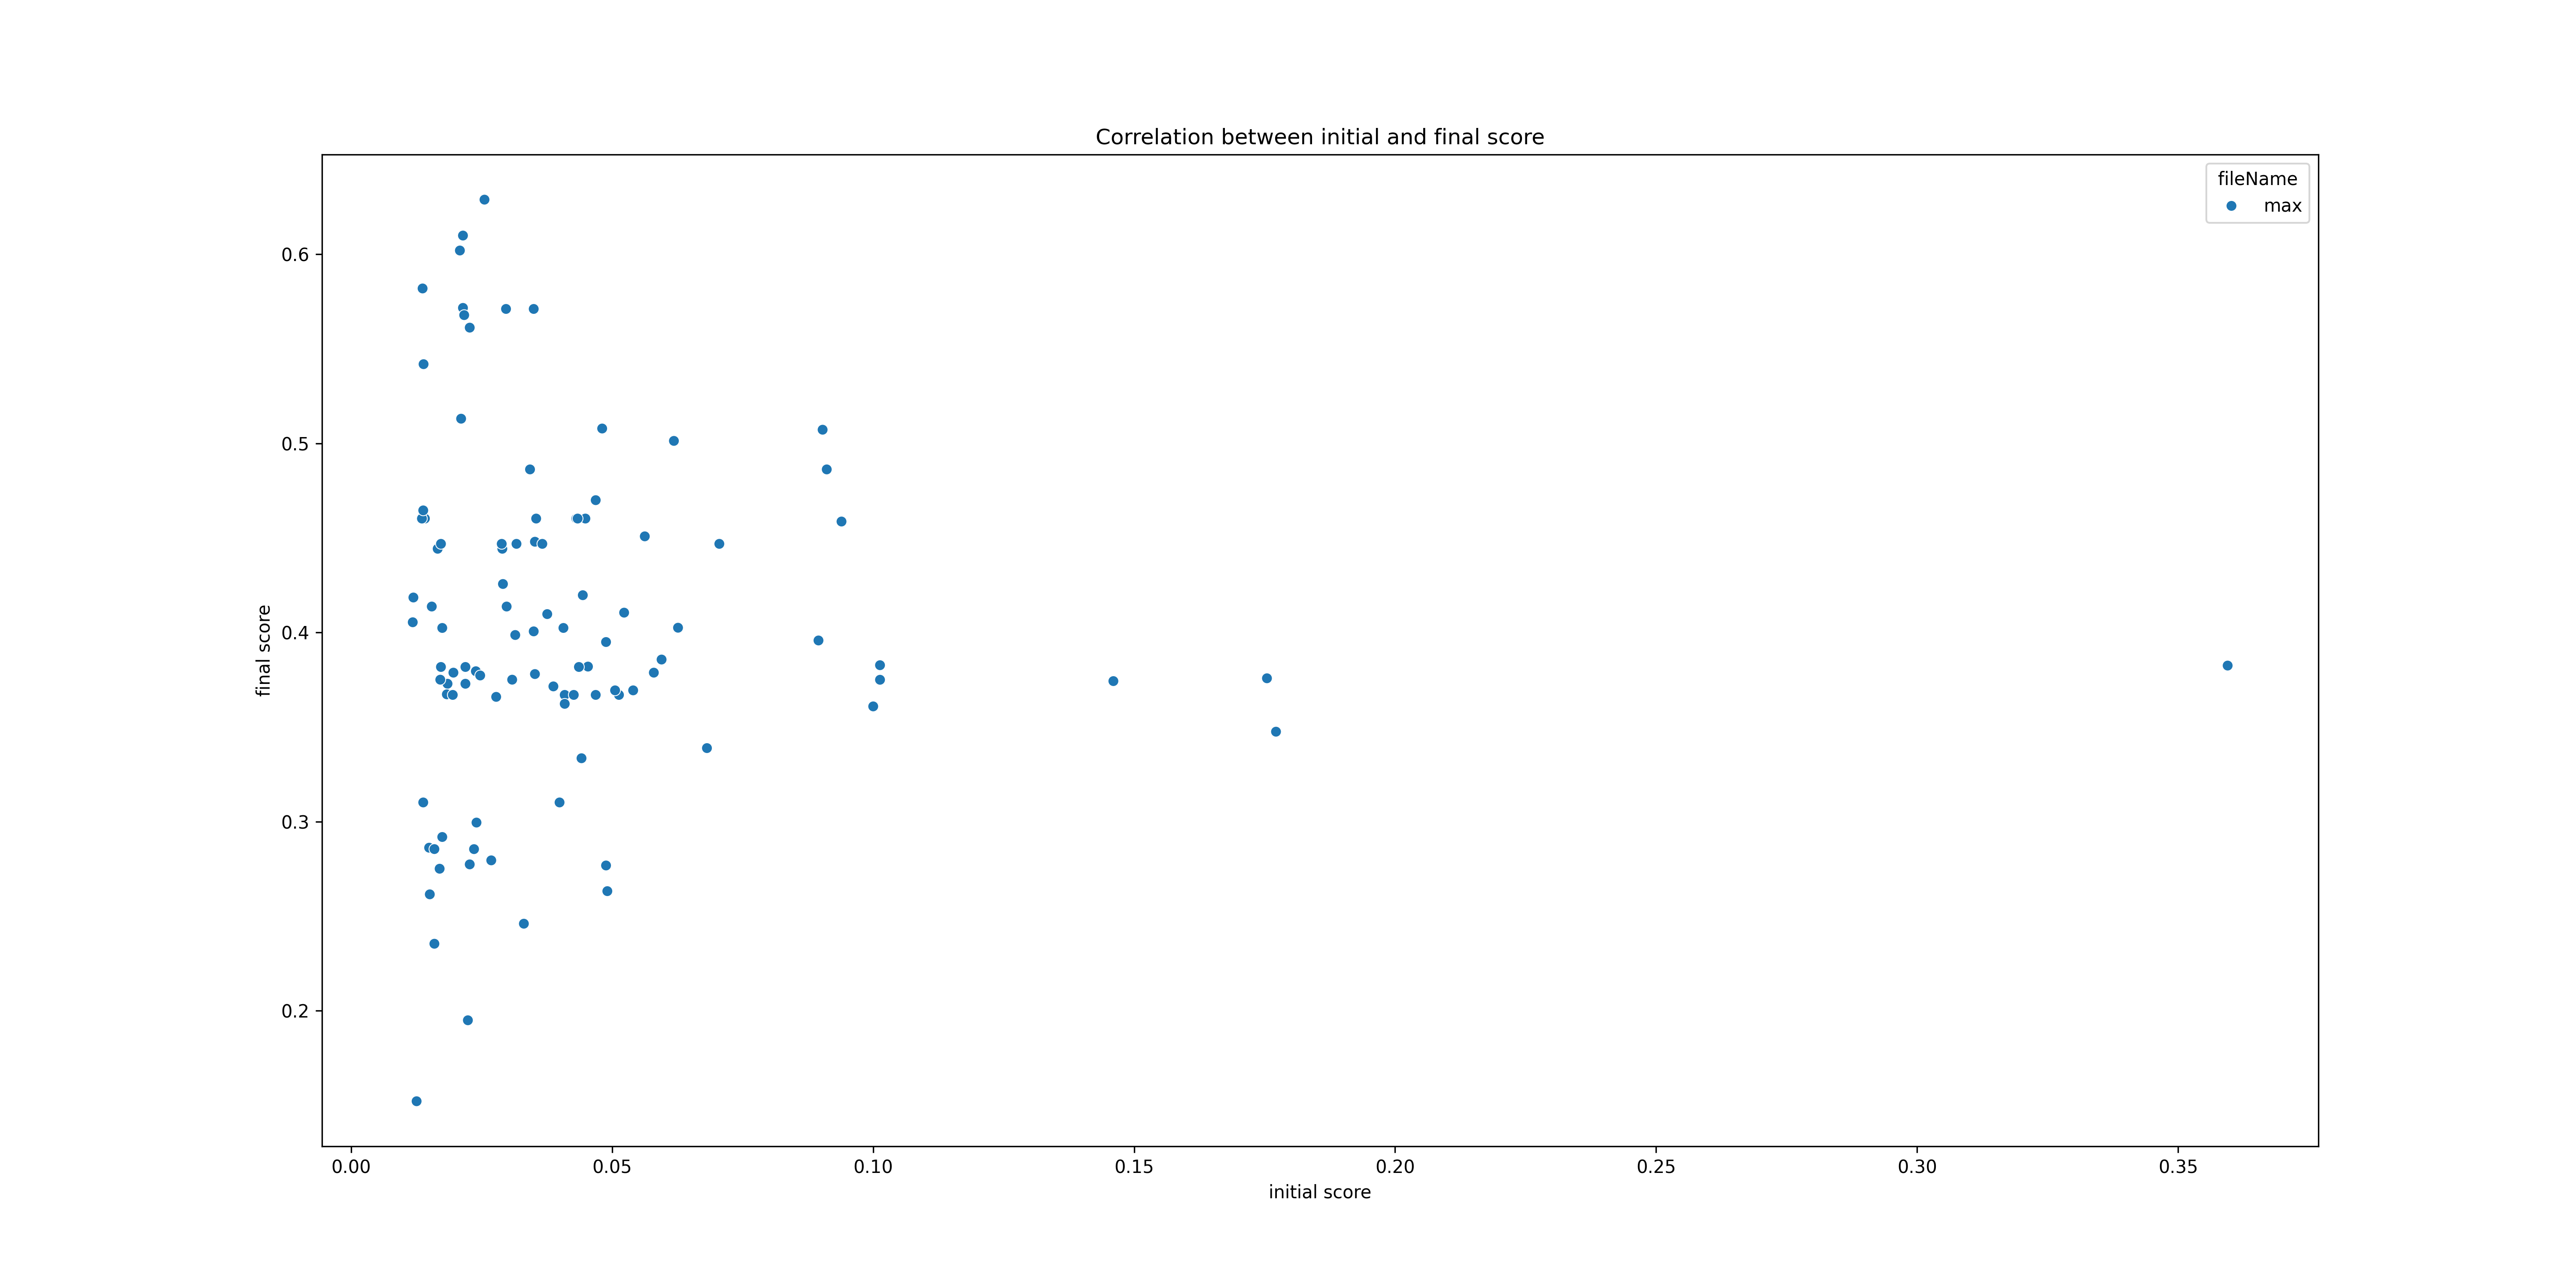 Correlation between initial and final score
fileName
max
0.6
0.5
0.4
0.3
0.2
final score
0.00 0.05 0.10 0.15 0.20 0.25 0.30 0.35
initial score